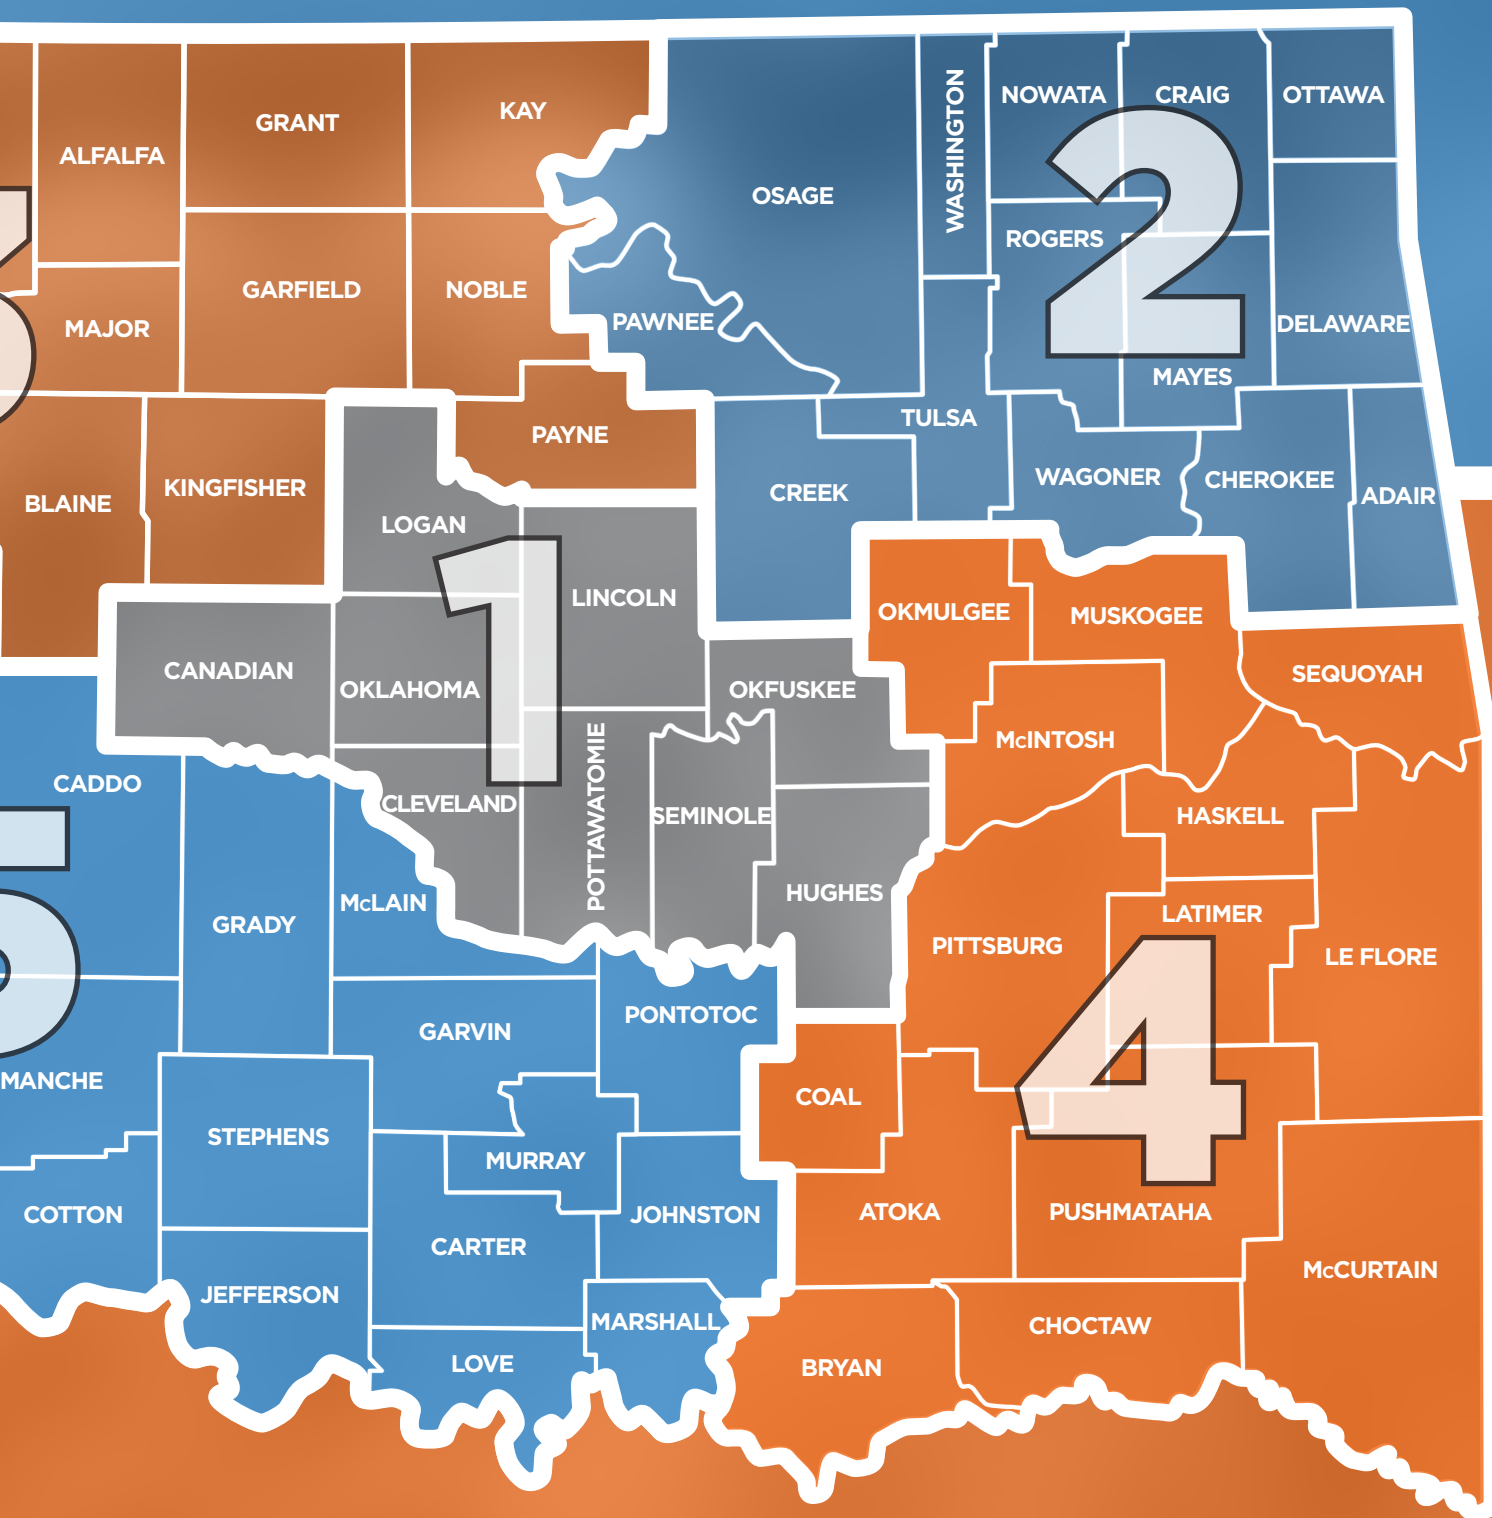 GRANT
KAY
ALFALFA
GARFIELD
NOBLE
MAJOR
PAYNE
BLAINE
KINGFISHER
OSAGE
WASHINGTON
NOWATA
CRAIG
OTTAWA
2
ROGERS
PAWNEE
DELAWARE
MAYES
TULSA
CREEK
WAGONER
CHEROKEE
ADAIR
LOGAN
1
LINCOLN
CANADIAN
OKLAHOMA
OKFUSKEE
CLEVELAND
POTTAWATOMIE
SEMINOLE
HUGHES
OKMULGEE
MUSKOGEE
SEQUOYAH
McINTOSH
HASKELL
PITTSBURG
LATIMER
LE FLORE
4
COAL
ATOKA
PUSHMATAHA
McCURTAIN
CHOCTAW
BRYAN
CADDO
GRADY
McLAIN
GARVIN
PONTOTOC
MANCHE
STEPHENS
MURRAY
COTTON
JOHNSTON
CARTER
JEFFERSON
MARSHALL
LOVE